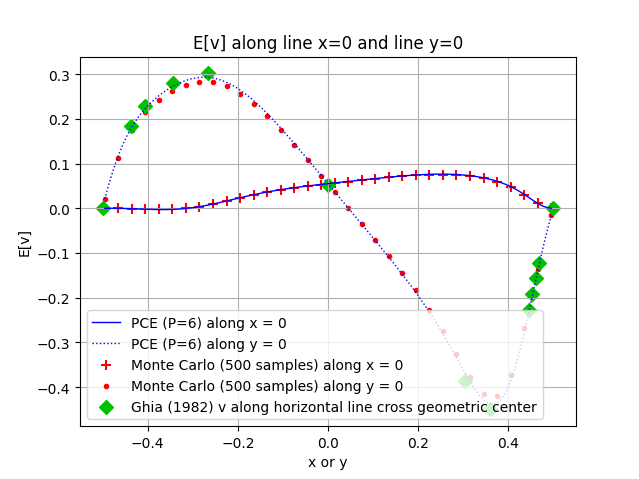 E[v] along line x=0 and line y=0
E[v]
0.3
0.2
0.1
0.0
−0.1
−0.2
−0.3
−0.4
PCE (P=6) along x = 0
PCE (P=6) along y = 0
Monte Carlo (500 samples) along x = 0
Monte Carlo (500 samples) along y = 0
Ghia (1982) v along horizontal line cross geometric center
−0.4 −0.2 0.0 0.2 0.4
x or y